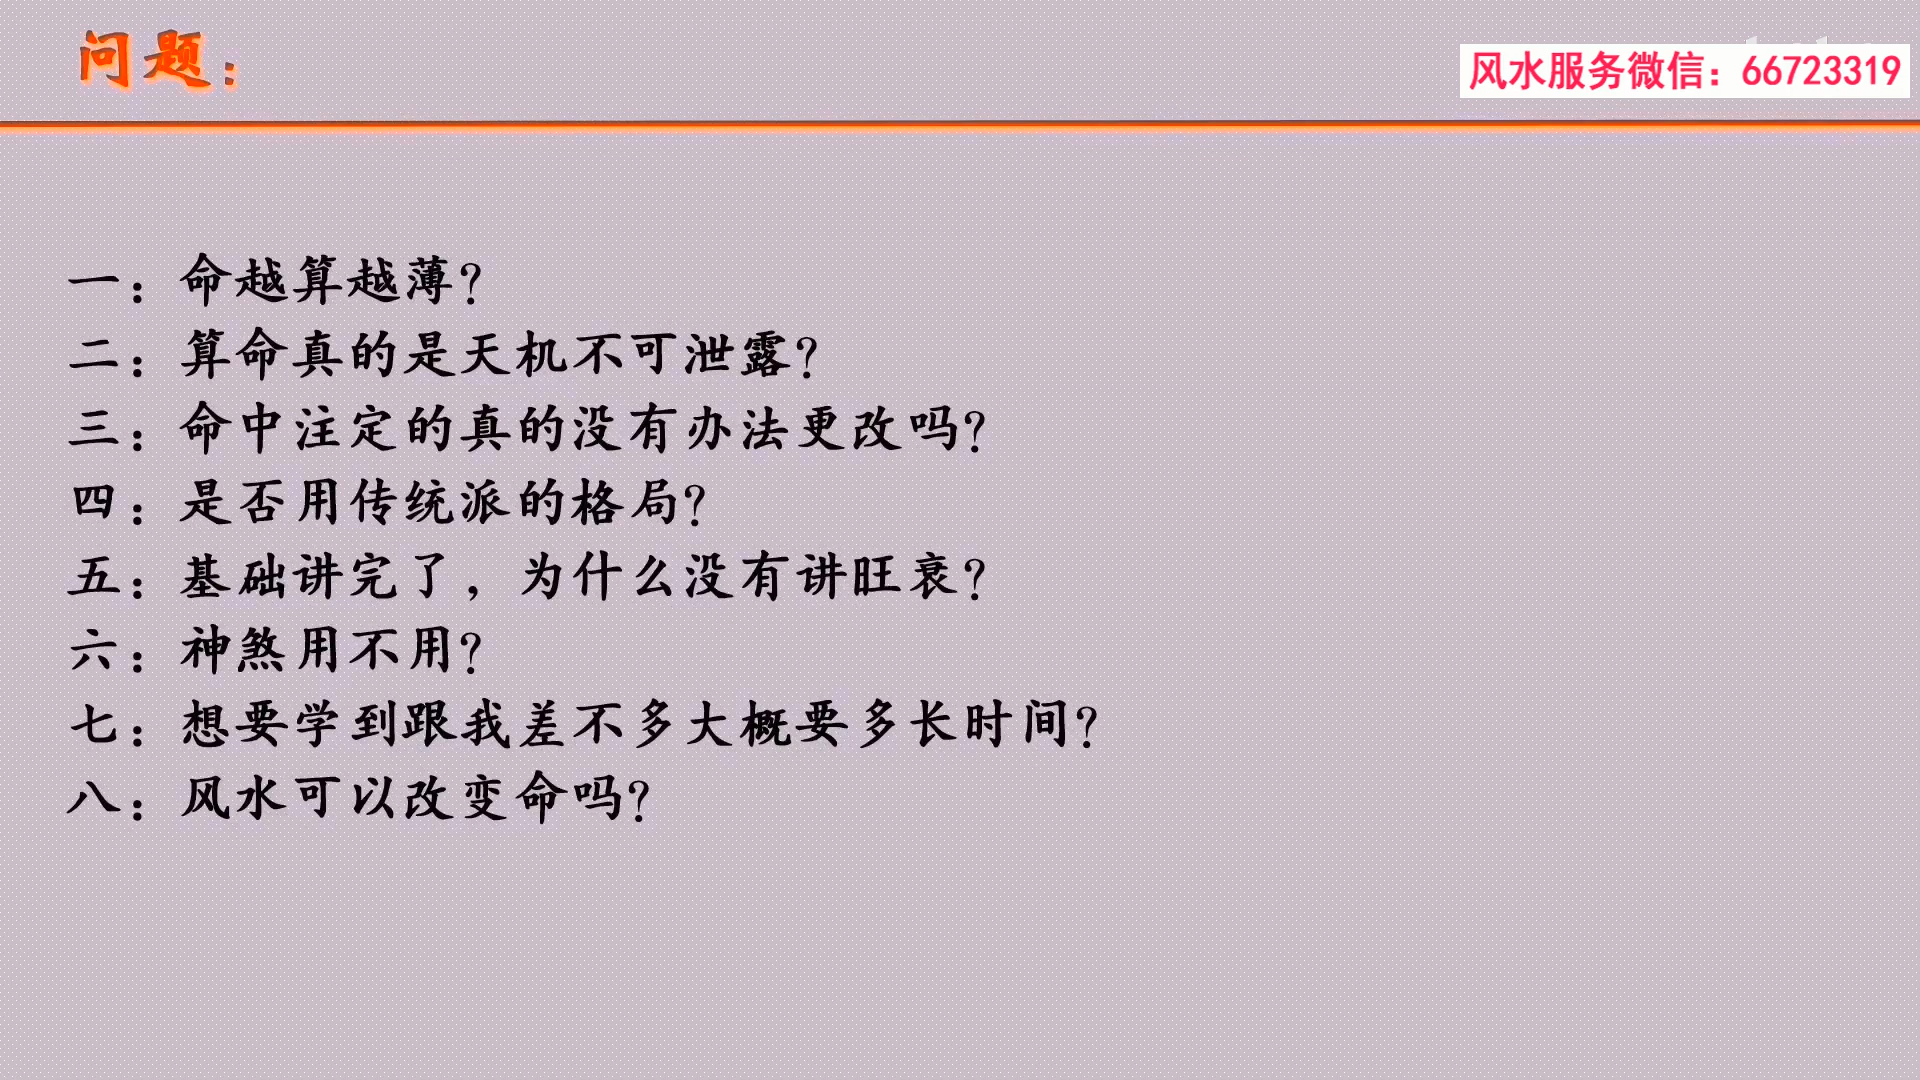 问题：
风水服务微信：66723319
一：命越算越薄？
二：算命真的是天机不可泄露？
三：命中注定的真的没有办法更改吗？
四：是否用传统派的格局？
五：基础讲完了，为什么没有讲旺衰？
六：神煞用不用？
七：想要学到跟我差不多大概要多长时间？
八：风水可以改变命吗？